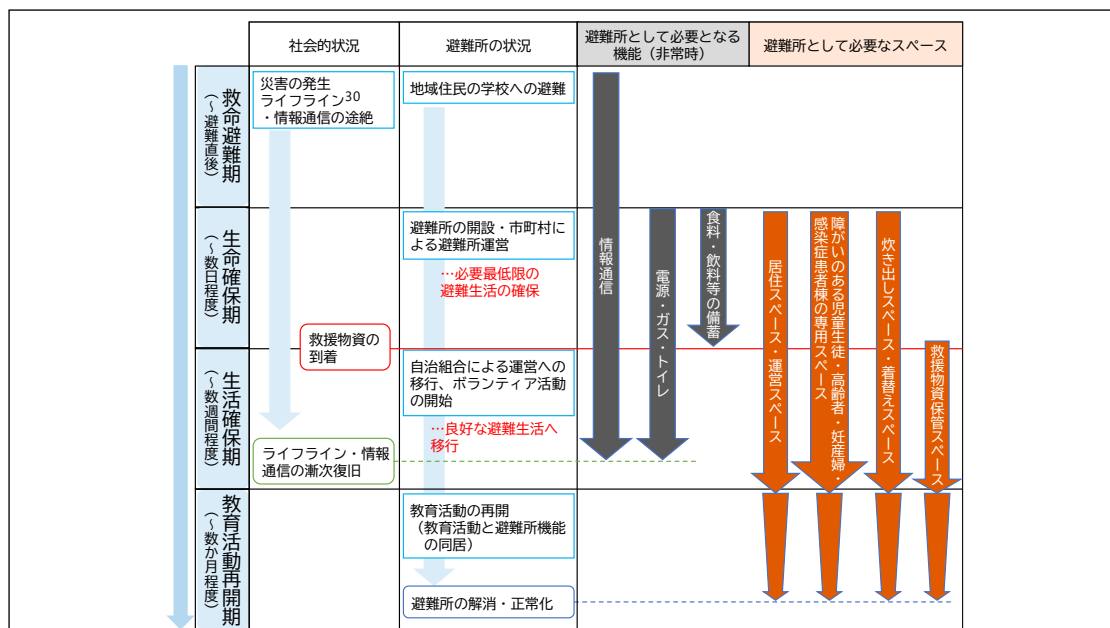 社会的状況
避難所の状況
避難所として必要となる
機能（非常時）
避難所として必要なスペース
救命避難期
（～避難直後）
災害の発生
ライフライン30
・情報通信の途絶
地域住民の学校への避難
生命確保期
（～数日程度）
避難所の開設・市町村に
よる避難所運営
…必要最低限の
避難生活の確保
救援物資の
到着
生活確保期
（～数週間程度）
自治組合による運営への
移行、ボランティア活動
の開始
…良好な避難生活へ
移行
ライフライン・情報
通信の漸次復旧
教育活動再開期
（～数か月程度）
教育活動の再開
（教育活動と避難所機能
の同居）
避難所の解消・正常化
情報通信
電源・ガス・トイレ
食料・飲料等の備蓄
居住スペース・運営スペース
障がいのある児童生徒・高齢者・妊産婦・
感染症患者棟の専用スペース
炊き出しスペース・着替えスペース
救援物資保管スペース